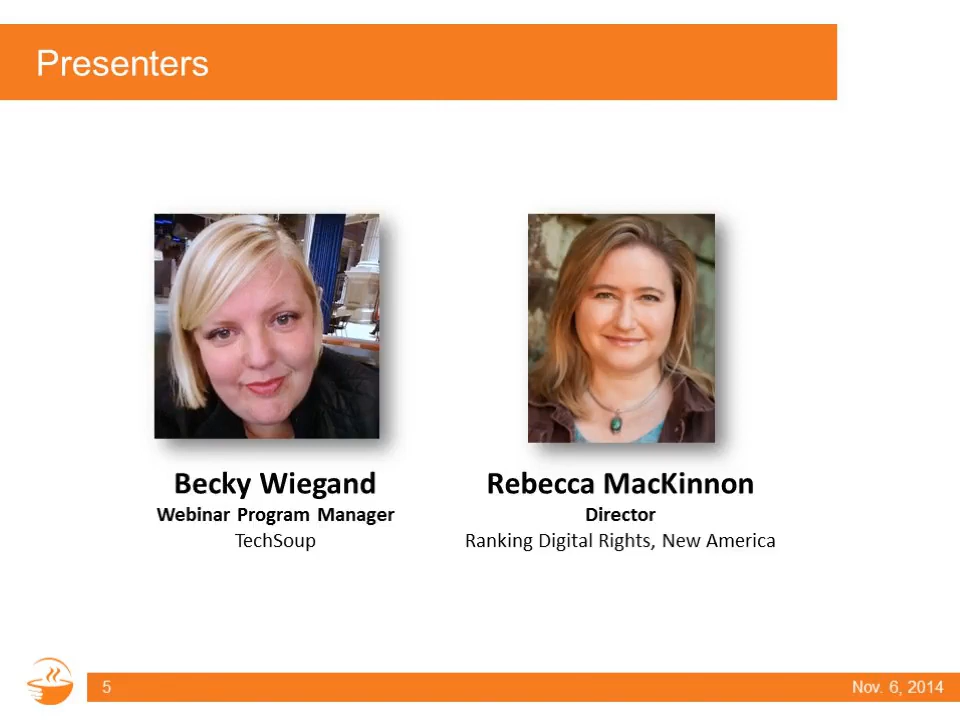 Presenters
Becky Wiegand
Webinar Program Manager
TechSoup
Rebecca MacKinnon
Director
Ranking Digital Rights, New America
5
Nov. 6, 2014